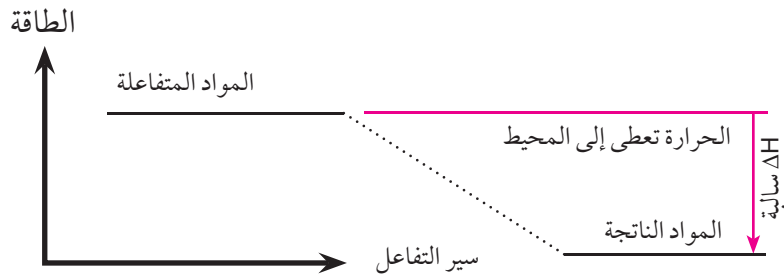 الطاقة
المواد المتفاعلة
الحرارة تعطى إلى المحيط
ΔH سالبة
المواد الناتجة
سير التفاعل